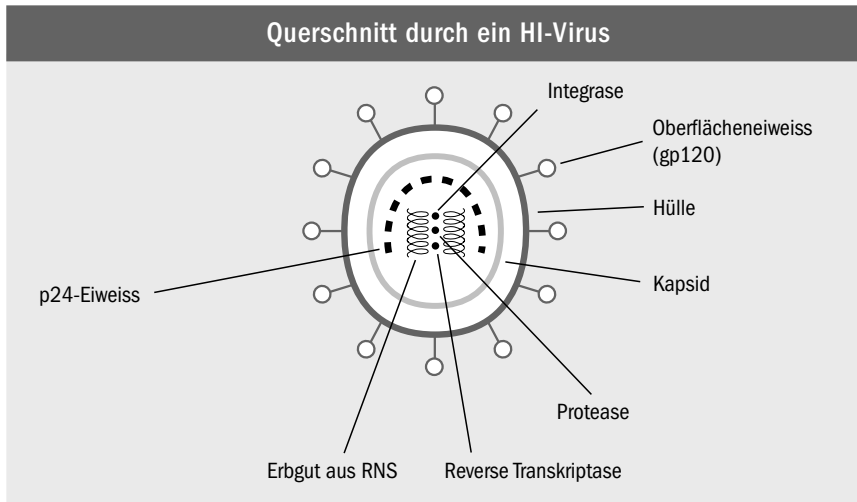 Querschnitt durch ein HI-Virus
Integrase
Oberflächeneiweiss
(gp120)
Hülle
Kapsid
p24-Eiweiss
Protease
Erbgut aus RNS
Reverse Transkriptase